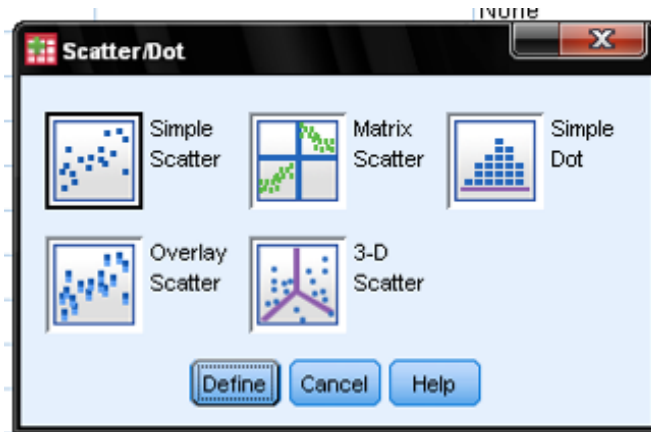 None
Scatter/Dot
Simple
Scatter
Matrix
Scatter
Simple
Dot
Overlay
Scatter
3-D
Scatter
Define
Cancel
Help